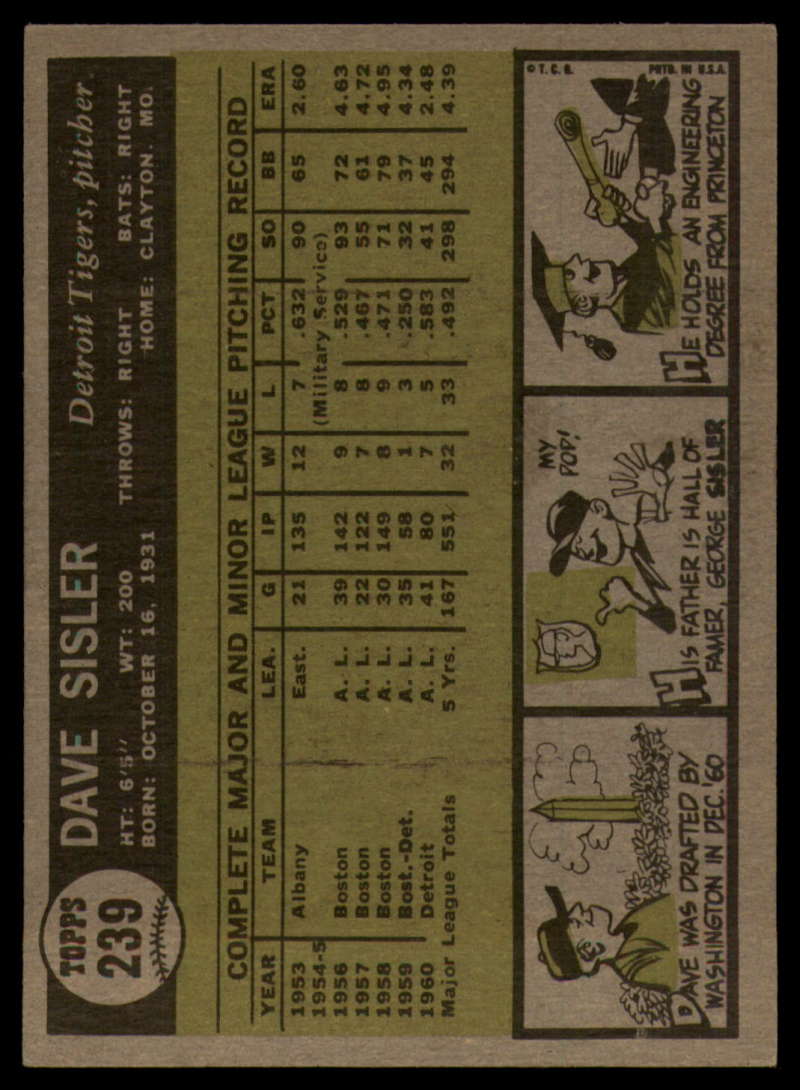 TOPPS
239
DAVE SISLER Detroit Tigers, pitcher
HT: 6'5" WT: 200 THROWS: RIGHT BATS: RIGHT
BORN: OCTOBER 16, 1931 HOME: CLAYTON, MO.
COMPLETE MAJOR AND MINOR LEAGUE PITCHING RECORD
YEAR TEAM LEA. G IP W L PCT SO BB ERA
1953 Albany East. 21 135 12 7 .632 90 65 2.60
1954-5 (Military Service)
1956 Boston A. L. 39 142 9 8 .529 93 72 4.63
1957 Boston A. L. 22 122 7 8 .467 55 61 4.72
1958 Boston A. L. 30 149 8 9 .471 71 79 4.95
1959 Bost.-Det. A. L. 35 58 1 3 .250 32 37 4.34
1960 Detroit A. L. 41 80 7 5 .583 41 45 2.48
Major League Totals 5 Yrs. 167 551 32 33 .492 298 294 4.39
DAVE WAS DRAFTED BY
WASHINGTON IN DEC. '60
MY
POP!
HIS FATHER IS HALL OF
FAMER, GEORGE SISLER
© T. C. G. PRTD. IN U.S.A.
HE HOLDS AN ENGINEERING
DEGREE FROM PRINCETON